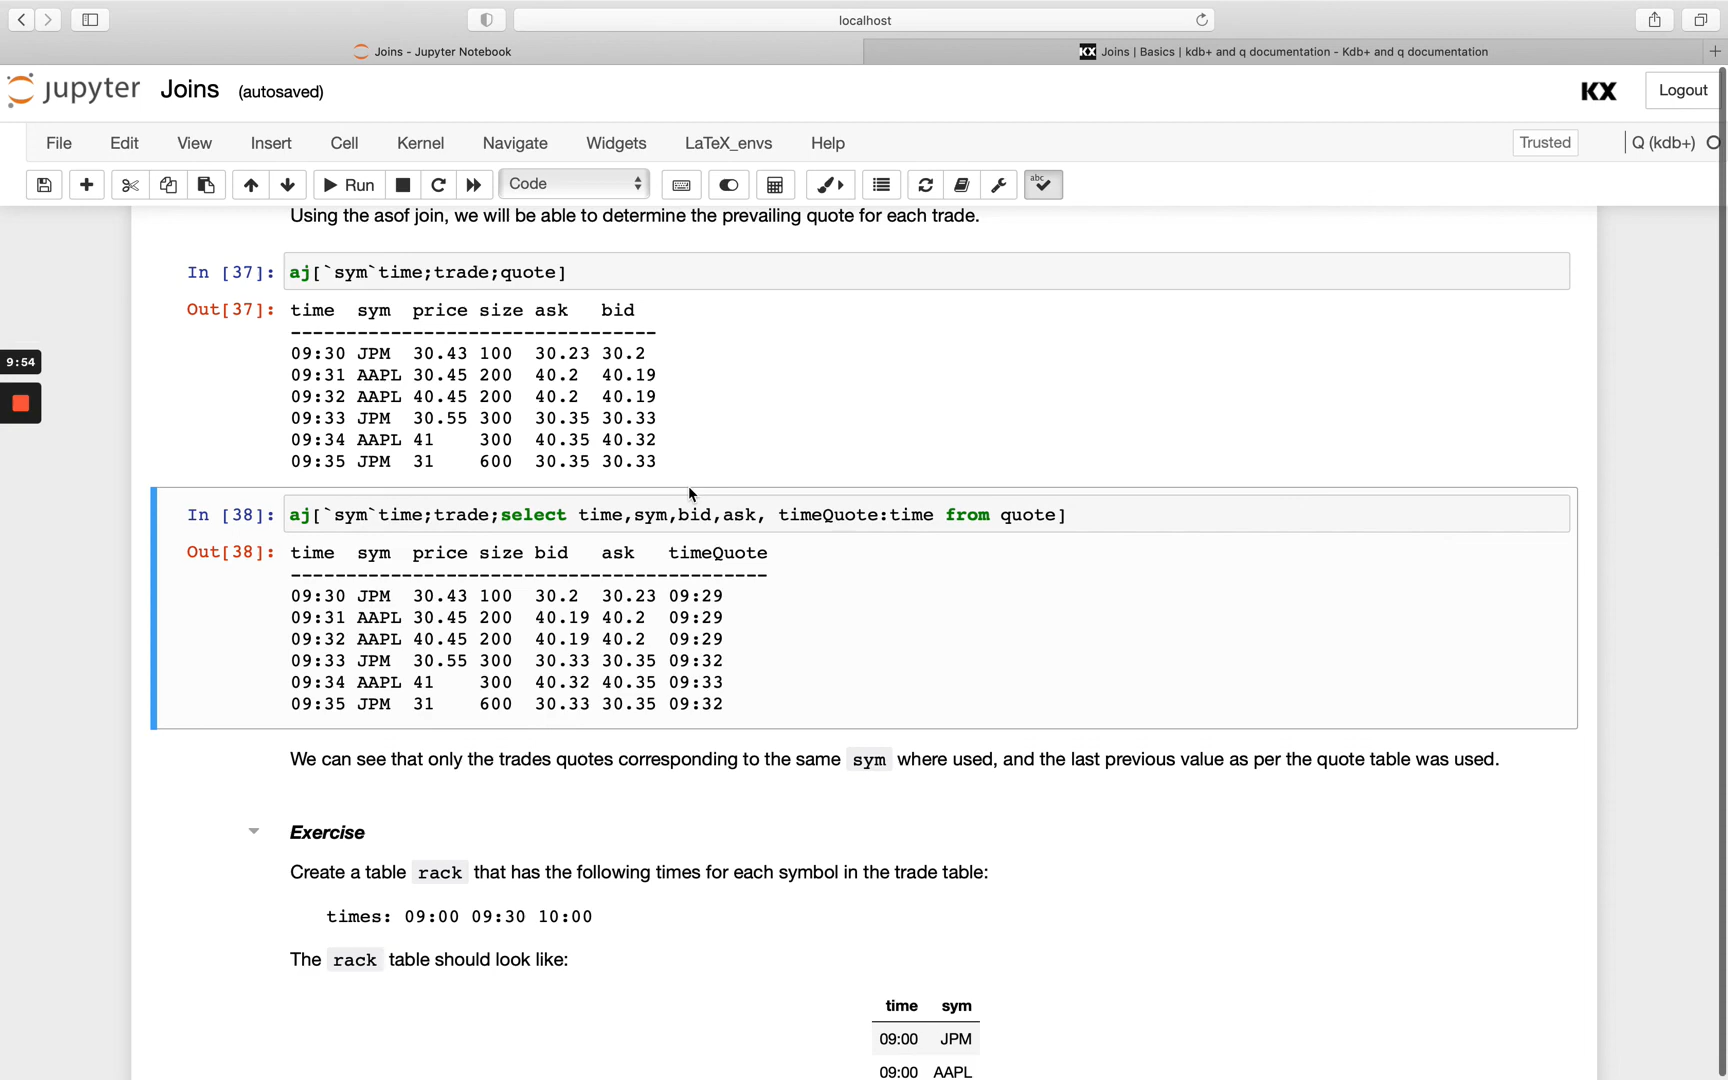 localhost
Joins - Jupyter Notebook
KX Joins | Basics | kdb+ and q documentation - Kdb+ and q documentation
jupyter Joins (autosaved)
KX
Logout
File Edit View Insert Cell Kernel Navigate Widgets LaTeX_envs Help
Trusted
Q (kdb+)
Run
Code
abc
Using the asof join, we will be able to determine the prevailing quote for each trade.
In [37]: aj[`sym`time;trade;quote]
Out[37]: time sym price size ask bid
---------------------------------
09:30 JPM 30.43 100 30.23 30.2
09:31 AAPL 30.45 200 40.2 40.19
09:32 AAPL 40.45 200 40.2 40.19
09:33 JPM 30.55 300 30.35 30.33
09:34 AAPL 41 300 40.35 40.32
09:35 JPM 31 600 30.35 30.33
9:54
In [38]: aj[`sym`time;trade;select time,sym,bid,ask, timeQuote:time from quote]
Out[38]: time sym price size bid ask timeQuote
-------------------------------------------
09:30 JPM 30.43 100 30.2 30.23 09:29
09:31 AAPL 30.45 200 40.19 40.2 09:29
09:32 AAPL 40.45 200 40.19 40.2 09:29
09:33 JPM 30.55 300 30.33 30.35 09:32
09:34 AAPL 41 300 40.32 40.35 09:33
09:35 JPM 31 600 30.33 30.35 09:32
We can see that only the trades quotes corresponding to the same sym where used, and the last previous value as per the quote table was used.
Exercise
Create a table rack that has the following times for each symbol in the trade table:
times: 09:00 09:30 10:00
The rack table should look like:
time sym
09:00 JPM
09:00 AAPL